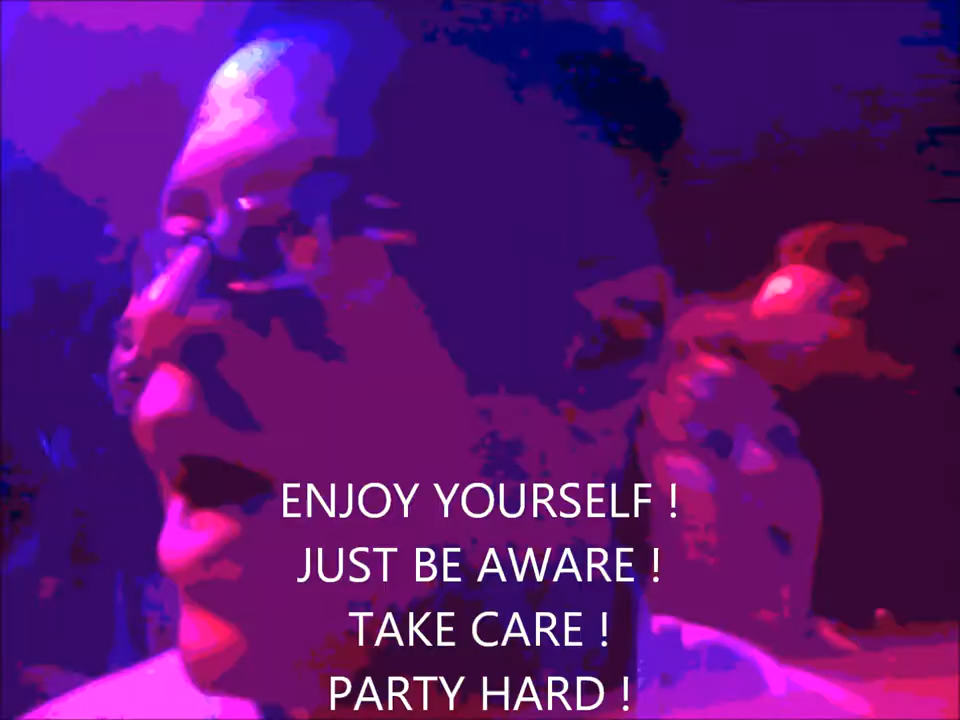 ENJOY YOURSELF !
JUST BE AWARE !
TAKE CARE !
PARTY HARD !